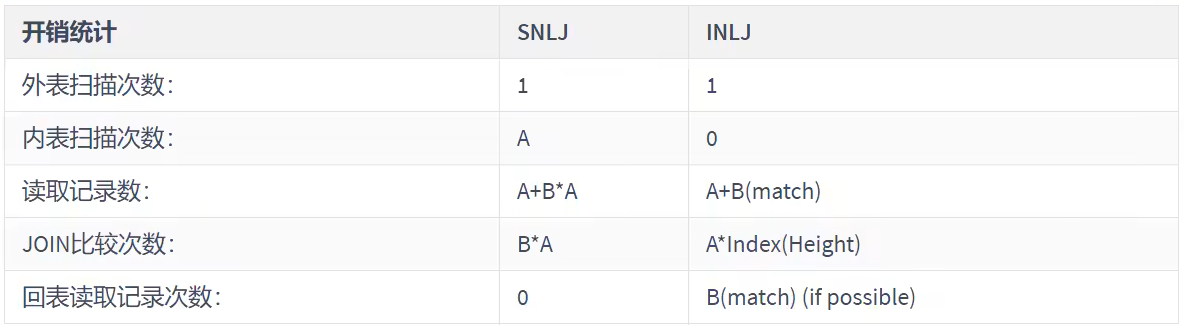 开销统计 SNLJ INLJ
外表扫描次数: 1 1
内表扫描次数: A 0
读取记录数: A+B*A A+B(match)
JOIN比较次数: B*A A*Index(Height)
回表读取记录次数: 0 B(match) (if possible)